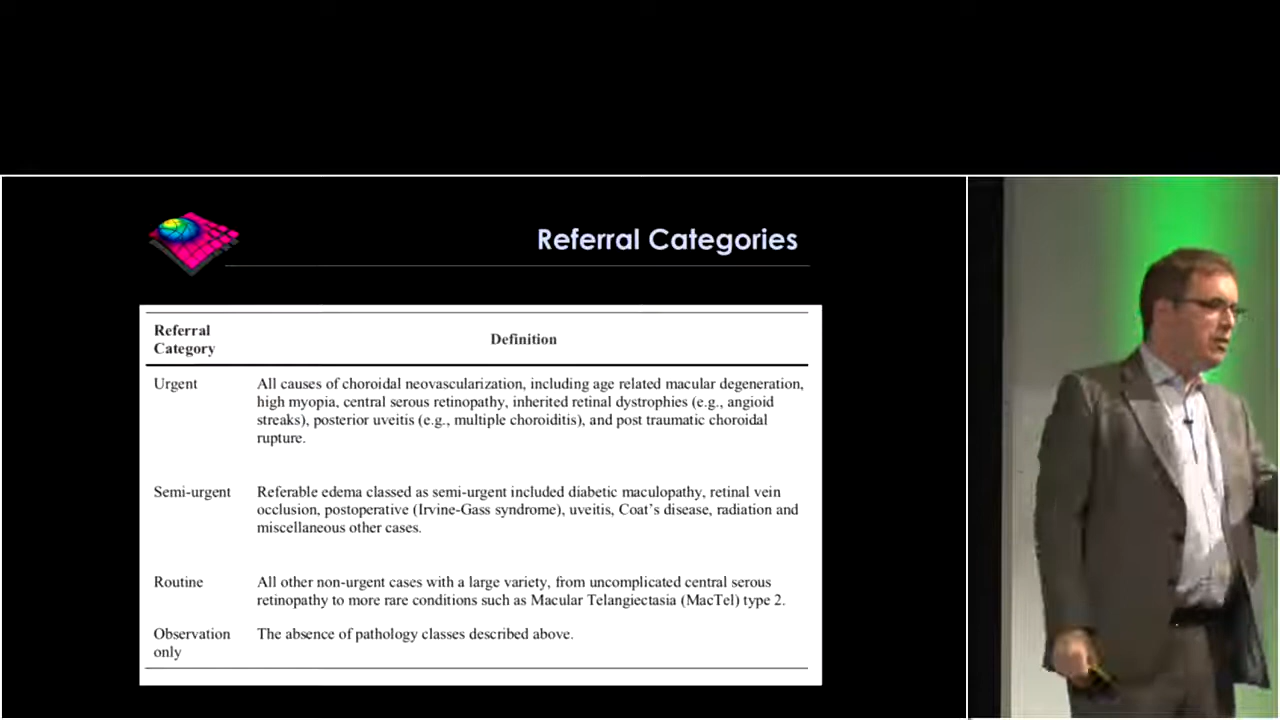 Referral Categories
Referral
Category
Definition
Urgent
All causes of choroidal neovascularization, including age related macular degeneration,
high myopia, central serous retinopathy, inherited retinal dystrophies (e.g., angioid
streaks), posterior uveitis (e.g., multiple choroiditis), and post traumatic choroidal
rupture.
Semi-urgent
Referable edema classed as semi-urgent included diabetic maculopathy, retinal vein
occlusion, postoperative (Irvine-Gass syndrome), uveitis, Coat's disease, radiation and
miscellaneous other cases.
Routine
All other non-urgent cases with a large variety, from uncomplicated central serous
retinopathy to more rare conditions such as Macular Telangiectasia (MacTel) type 2.
Observation
only
The absence of pathology classes described above.